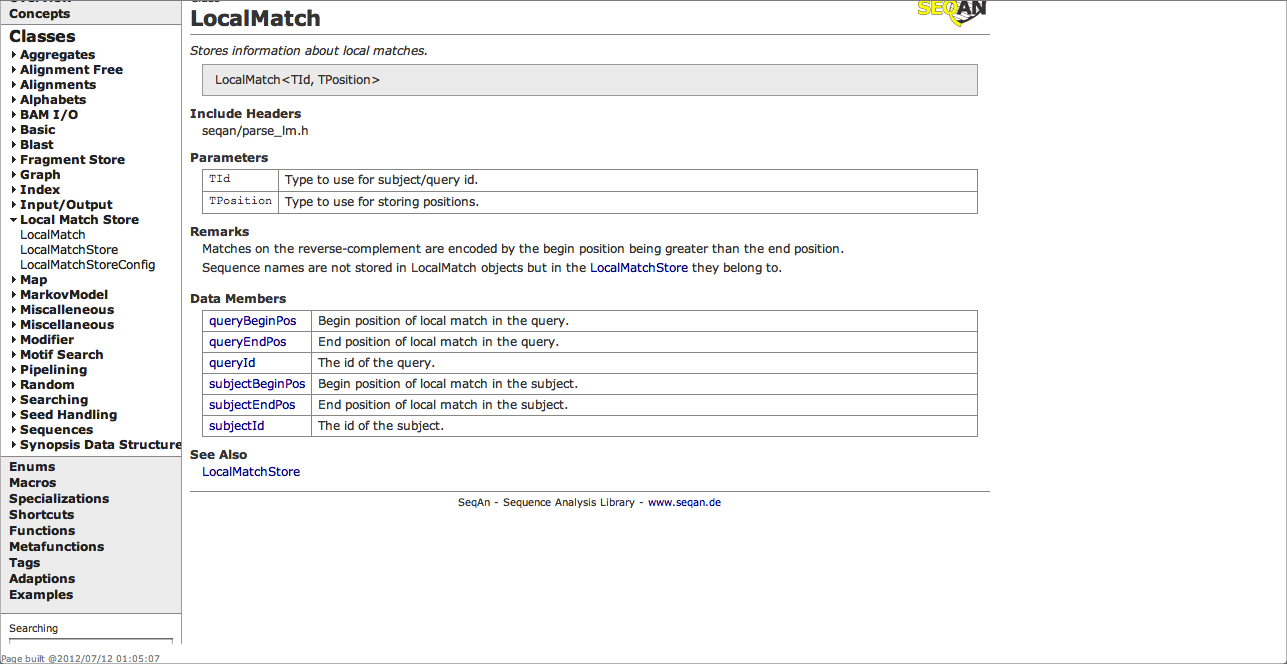 Concepts
Classes
Aggregates
Alignment Free
Alignments
Alphabets
BAM I/O
Basic
Blast
Fragment Store
Graph
Index
Input/Output
Local Match Store
LocalMatch
LocalMatchStore
LocalMatchStoreConfig
Map
MarkovModel
Miscalleneous
Miscellaneous
Modifier
Motif Search
Pipelining
Random
Searching
Seed Handling
Sequences
Synopsis Data Structure
Enums
Macros
Specializations
Shortcuts
Functions
Metafunctions
Tags
Adaptions
Examples
Searching
Page built @2012/07/12 01:05:07
SEQAN
LocalMatch
Stores information about local matches.
LocalMatch<TId, TPosition>
Include Headers
seqan/parse_lm.h
Parameters
TId Type to use for subject/query id.
TPosition Type to use for storing positions.
Remarks
Matches on the reverse-complement are encoded by the begin position being greater than the end position.
Sequence names are not stored in LocalMatch objects but in the LocalMatchStore they belong to.
Data Members
queryBeginPos Begin position of local match in the query.
queryEndPos End position of local match in the query.
queryId The id of the query.
subjectBeginPos Begin position of local match in the subject.
subjectEndPos End position of local match in the subject.
subjectId The id of the subject.
See Also
LocalMatchStore
SeqAn - Sequence Analysis Library - www.seqan.de